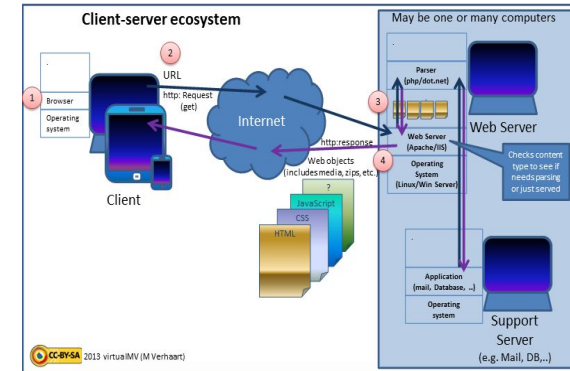 Client-server ecosystem
May be one or many computers
1
Browser
Operating
system
Client
2
URL
http: Request
(get)
Internet
http:response
Web objects
(includes media, zips, etc.)
?
JavaScript
CSS
HTML
3
4
Parser
(php/dot.net)
Web Server
(Apache/IIS)
Operating
System
(Linux/Win Server)
Web Server
Checks content
type to see if
needs parsing
or just served
Application
(mail, Database, ..)
Operating
system
Support
Server
(e.g. Mail, DB,..)
CC-BY-SA 2013 virtualMV (M Verhaart)